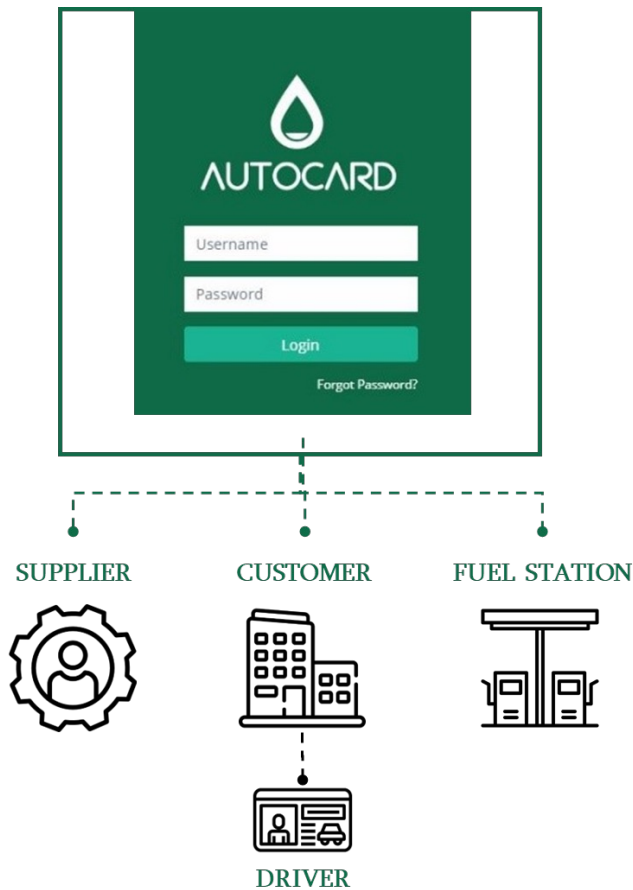 AUTOCARD
Username
Password
Login
Forgot Password?
SUPPLIER
CUSTOMER
FUEL STATION
DRIVER